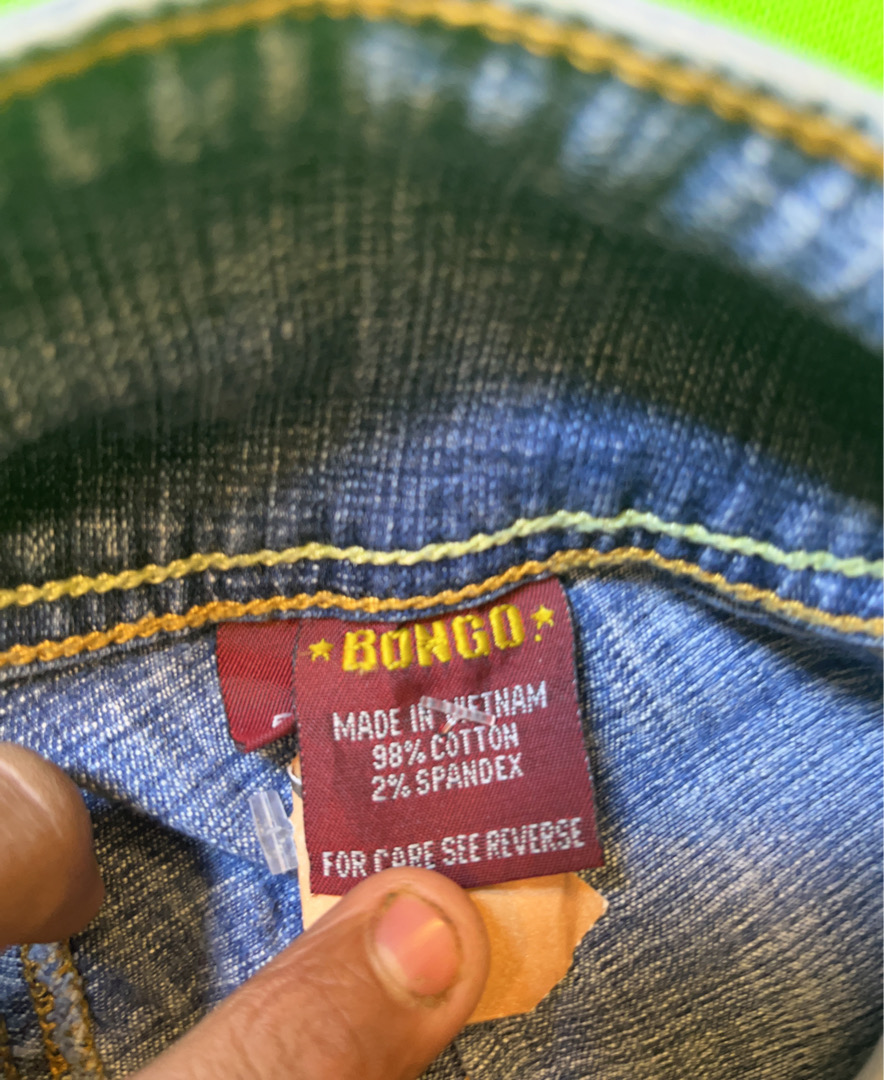 BONGO
MADE IN VIETNAM
98% COTTON
2% SPANDEX
FOR CARE SEE REVERSE